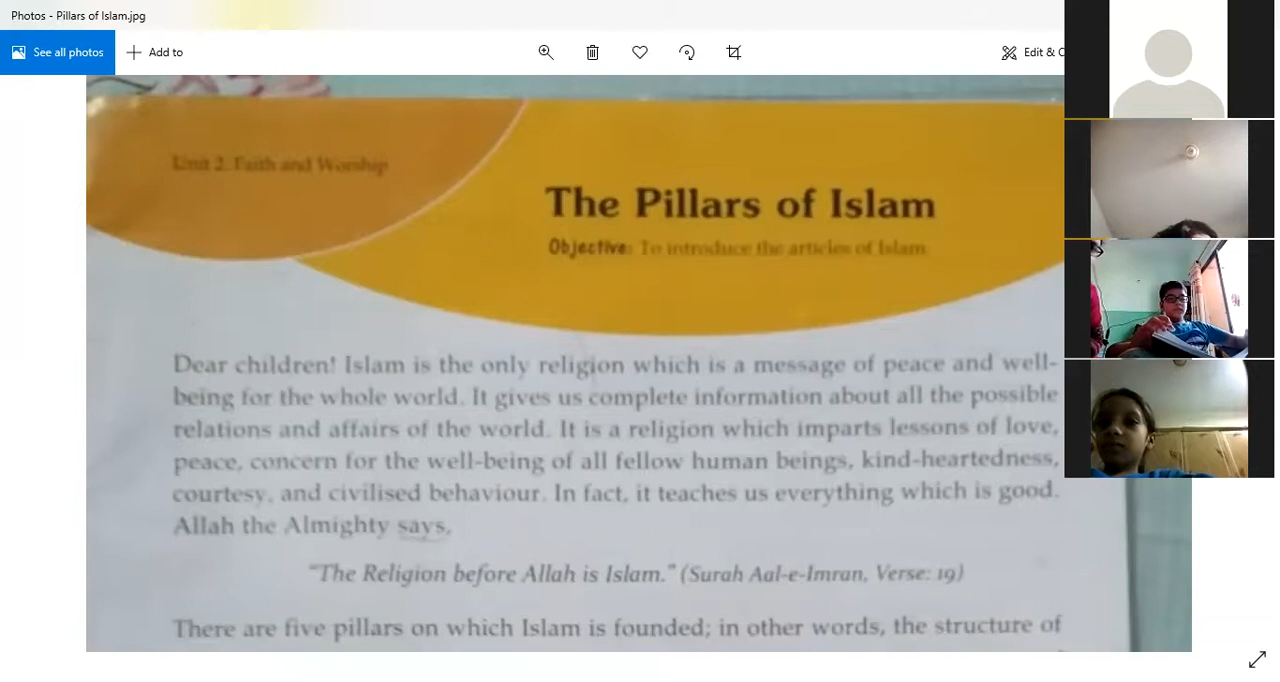 Photos - Pillars of Islam.jpg
See all photos
Add to
Edit & C
Unit 2. Faith and Worship
The Pillars of Islam
Objective: To introduce the articles of Islam
Dear children! Islam is the only religion which is a message of peace and well-
being for the whole world. It gives us complete information about all the possible
relations and affairs of the world. It is a religion which imparts lessons of love,
peace, concern for the well-being of all fellow human beings, kind-heartedness,
courtesy, and civilised behaviour. In fact, it teaches us everything which is good.
Allah the Almighty says,
“The Religion before Allah is Islam.” (Surah Aal-e-Imran, Verse: 19)
There are five pillars on which Islam is founded; in other words, the structure of